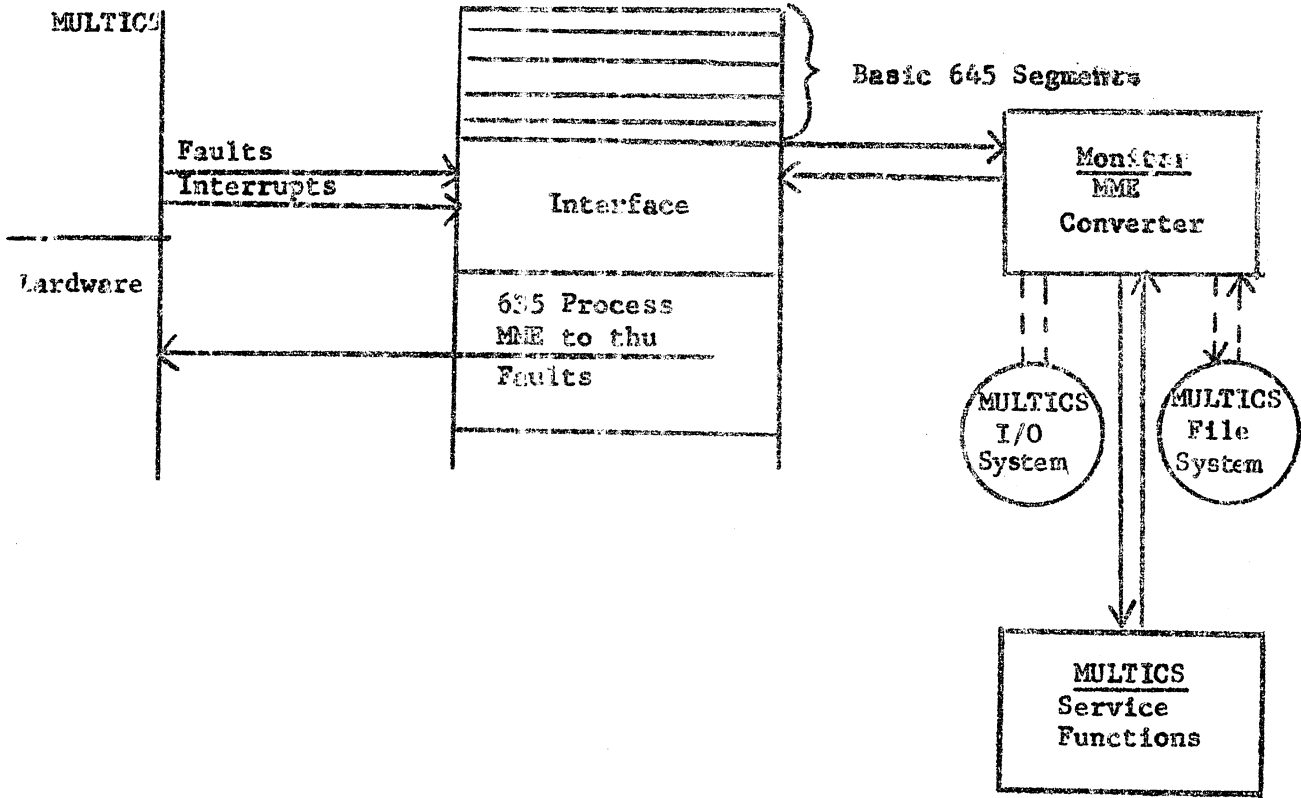 MULTICS
Basic 645 Segments
Faults
Interrupts
Interface
Monitor
MME
Converter
Hardware
635 Process
MME to thu
Faults
MULTICS
I/O
System
MULTICS
File
System
MULTICS
Service
Functions